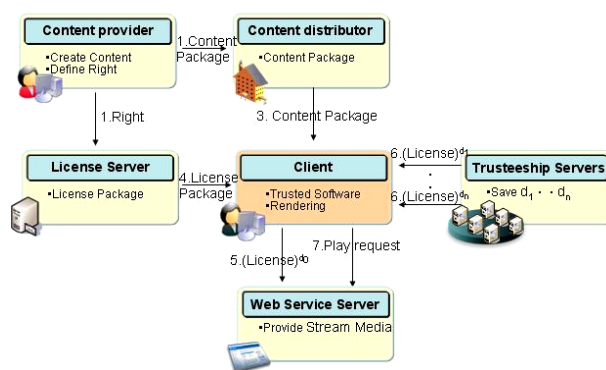 Content provider
•Create Content
•Define Right
1.Content
Package
Content distributor
•Content Package
1.Right
3. Content Package
License Server
•License Package
4.License
Package
Client
•Trusted Software
•Rendering
6.(License)^d1
.
.
6.(License)^dn
Trusteeship Servers
•Save d1 · · dn
5.(License)^d0
7.Play request
Web Service Server
•Provide Stream Media